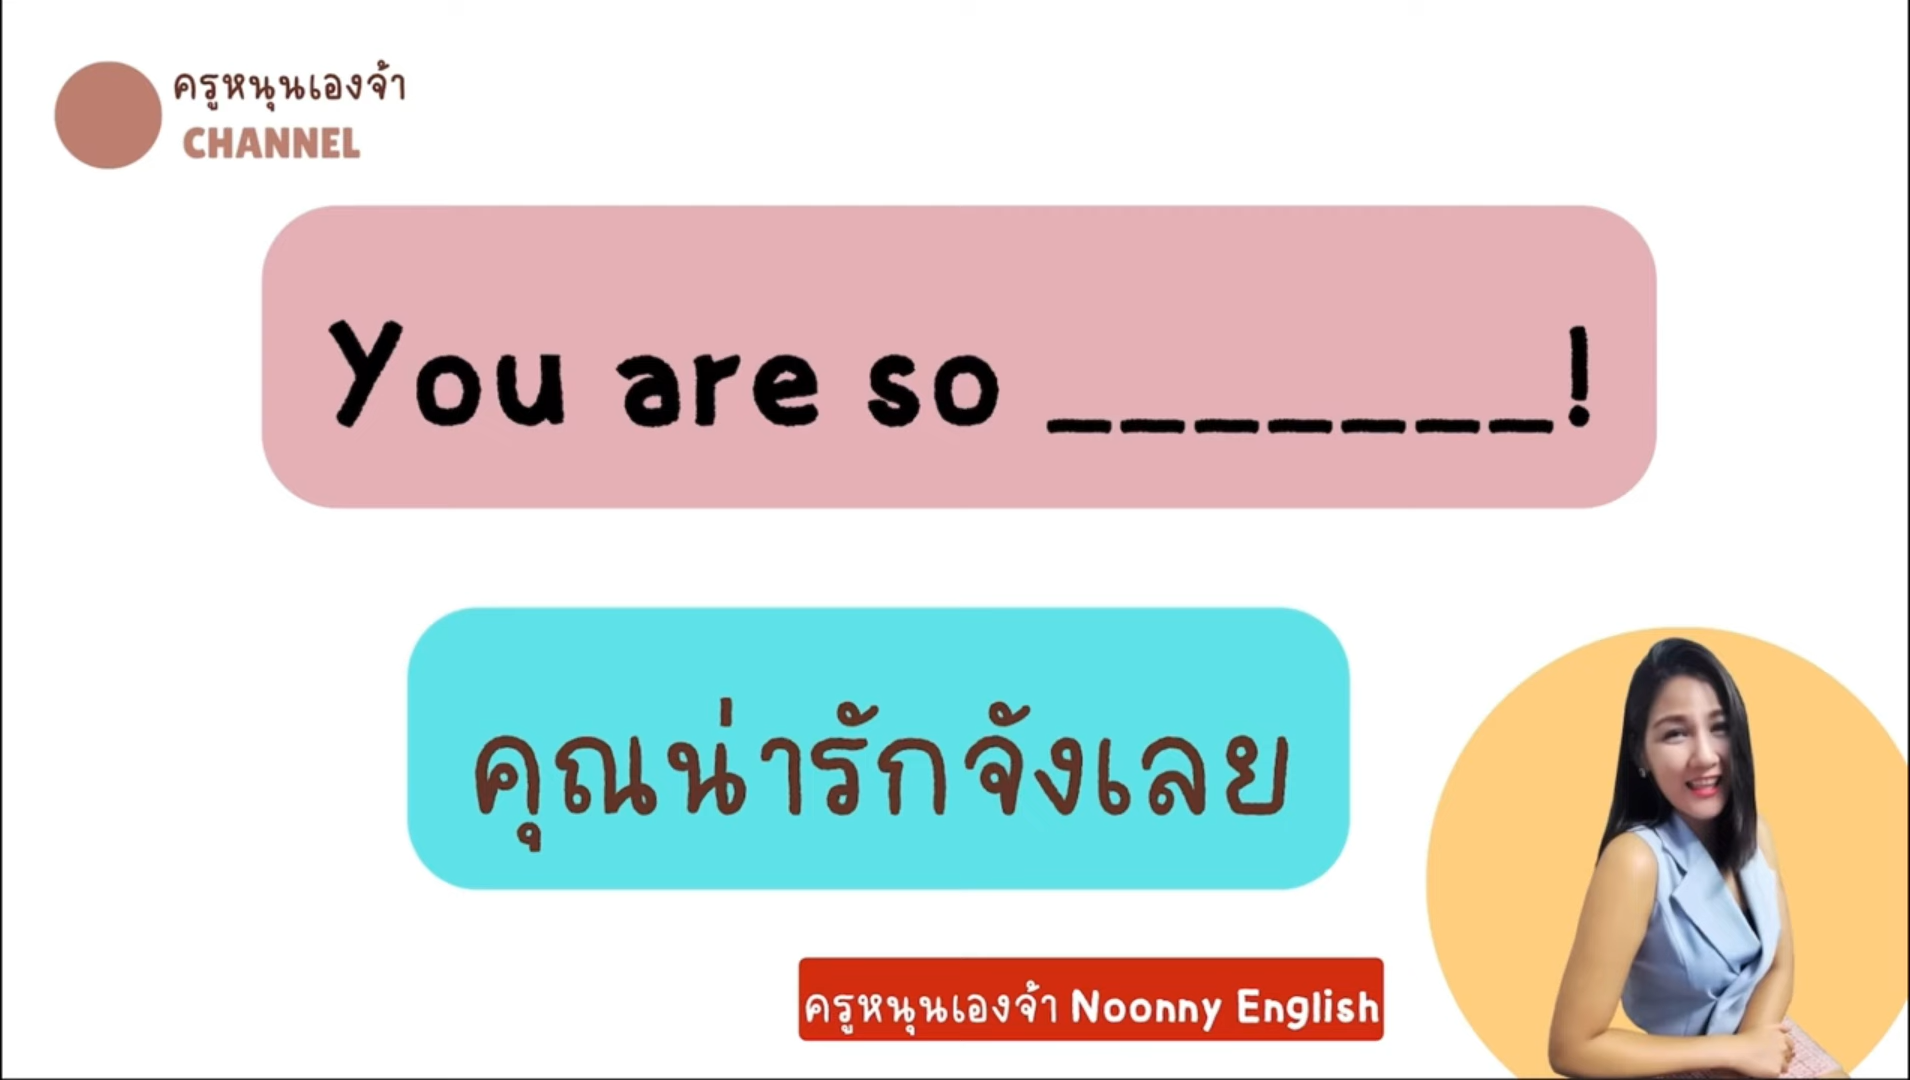 ครูหนุนเองจ้า
CHANNEL
You are so _______!
คุณน่ารักจังเลย
ครูหนุนเองจ้า Noonny English